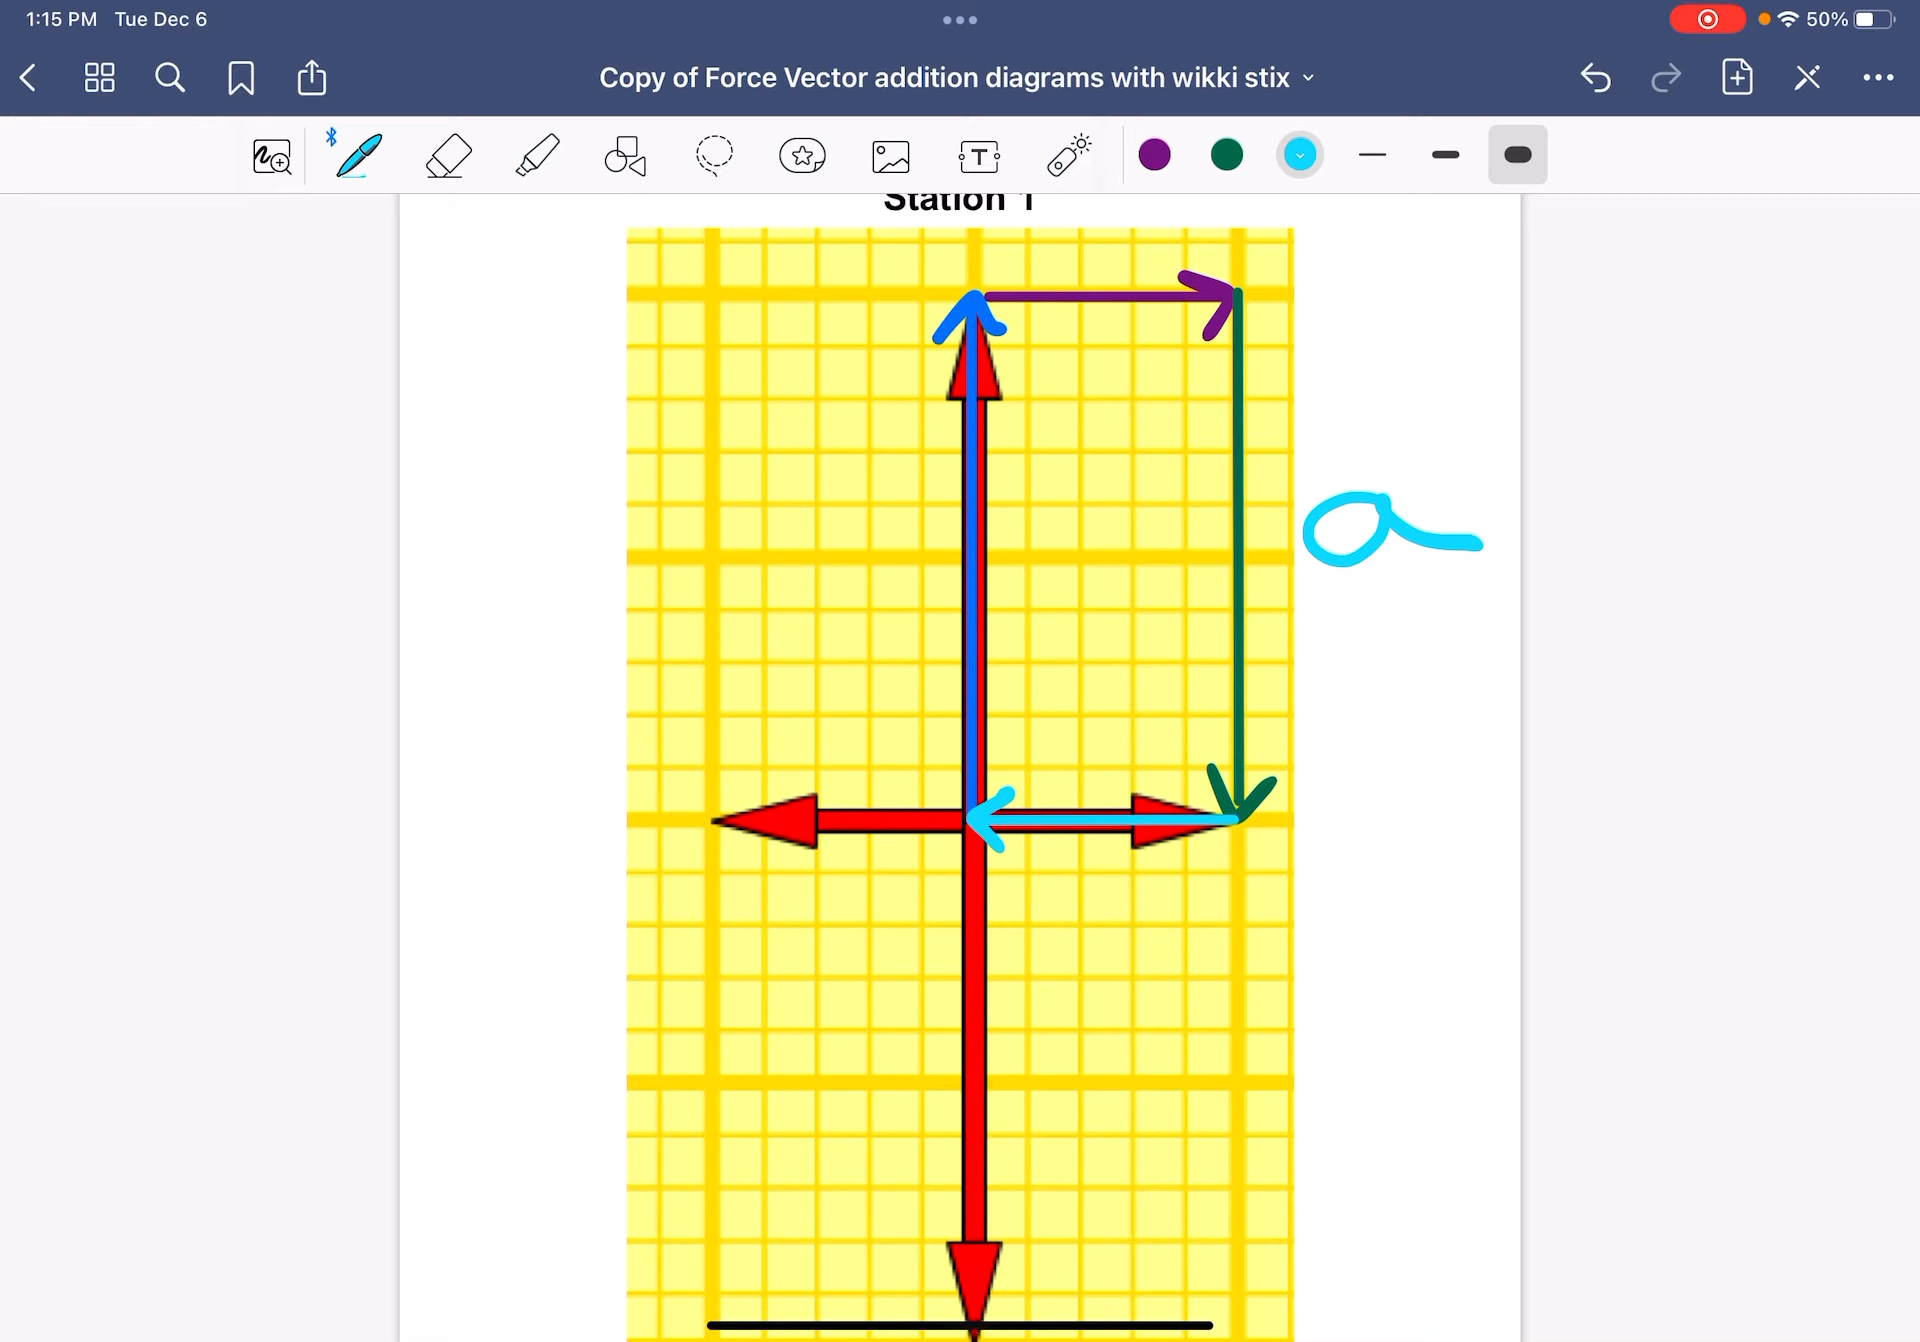 1:15 PM Tue Dec 6
50%
Copy of Force Vector addition diagrams with wikki stix
T
Station 1
a